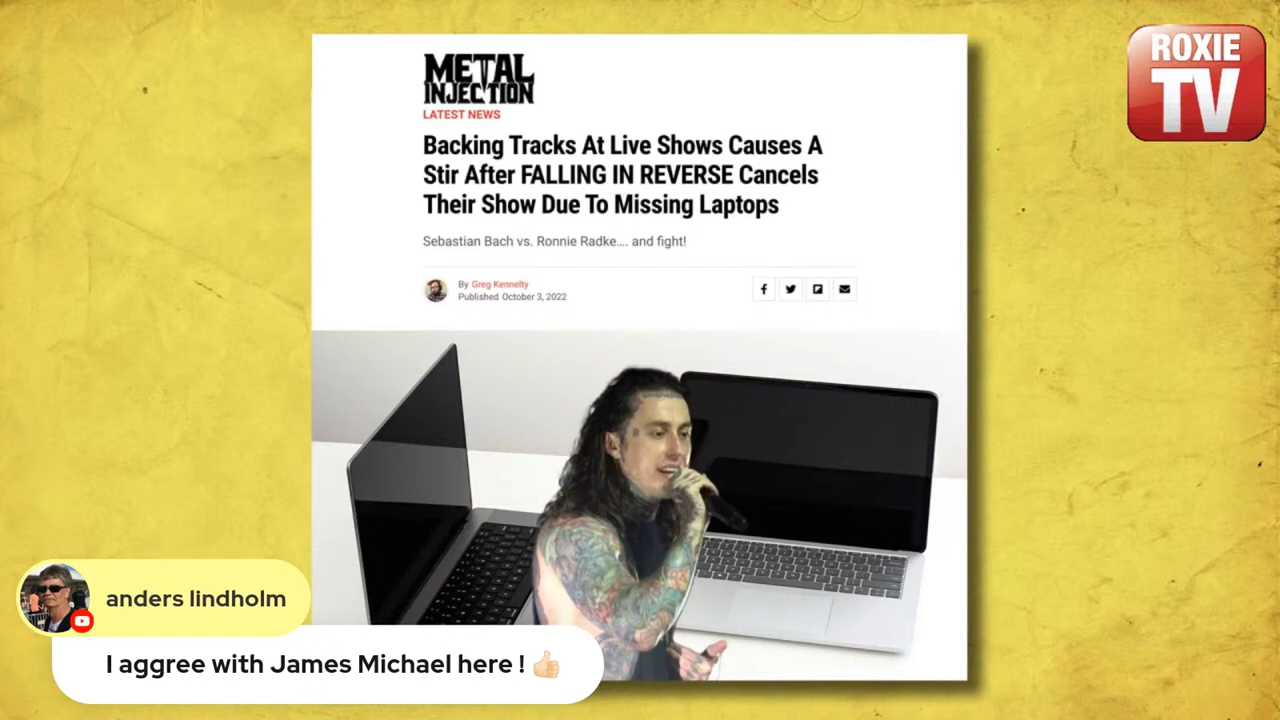 ROXIE
TV
METAL
INJECTION
LATEST NEWS
Backing Tracks At Live Shows Causes A
Stir After FALLING IN REVERSE Cancels
Their Show Due To Missing Laptops
Sebastian Bach vs. Ronnie Radke.... and fight!
By Greg Kennelty
Published October 3, 2022
anders lindholm
I aggree with James Michael here ! 👍🏻